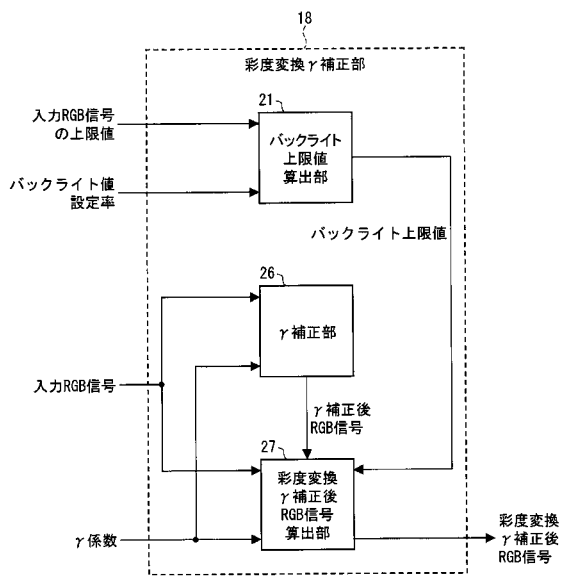 18
彩度変換γ補正部
入力RGB信号
の上限値
21
バックライト
上限値
算出部
バックライト値
設定率
バックライト上限値
26
γ補正部
入力RGB信号
γ補正後
RGB信号
27
彩度変換
γ補正後
RGB信号
算出部
γ係数
彩度変換
γ補正後
RGB信号